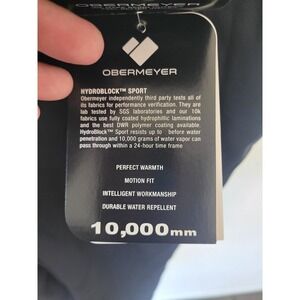 OBERMEYER
OBERMEYER
HYDROBLOCK™ SPORT
Obermeyer independently third party tests all of
its fabrics for performance verification. They are
lab tested by SGS laboratories and our 10k
fabrics use fully coated hydrophilic laminations
and the best DWR polymer coating available.
HydroBlock™ Sport resists up to before water
penetration and 10,000 grams of water vapor can
pass through within a 24-hour time frame
PERFECT WARMTH
MOTION FIT
INTELLIGENT WORKMANSHIP
DURABLE WATER REPELLENT
10,000mm